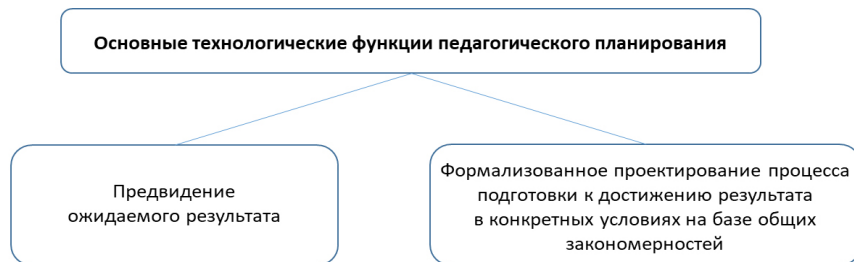 Основные технологические функции педагогического планирования
Предвидение
ожидаемого результата
Формализованное проектирование процесса
подготовки к достижению результата
в конкретных условиях на базе общих
закономерностей